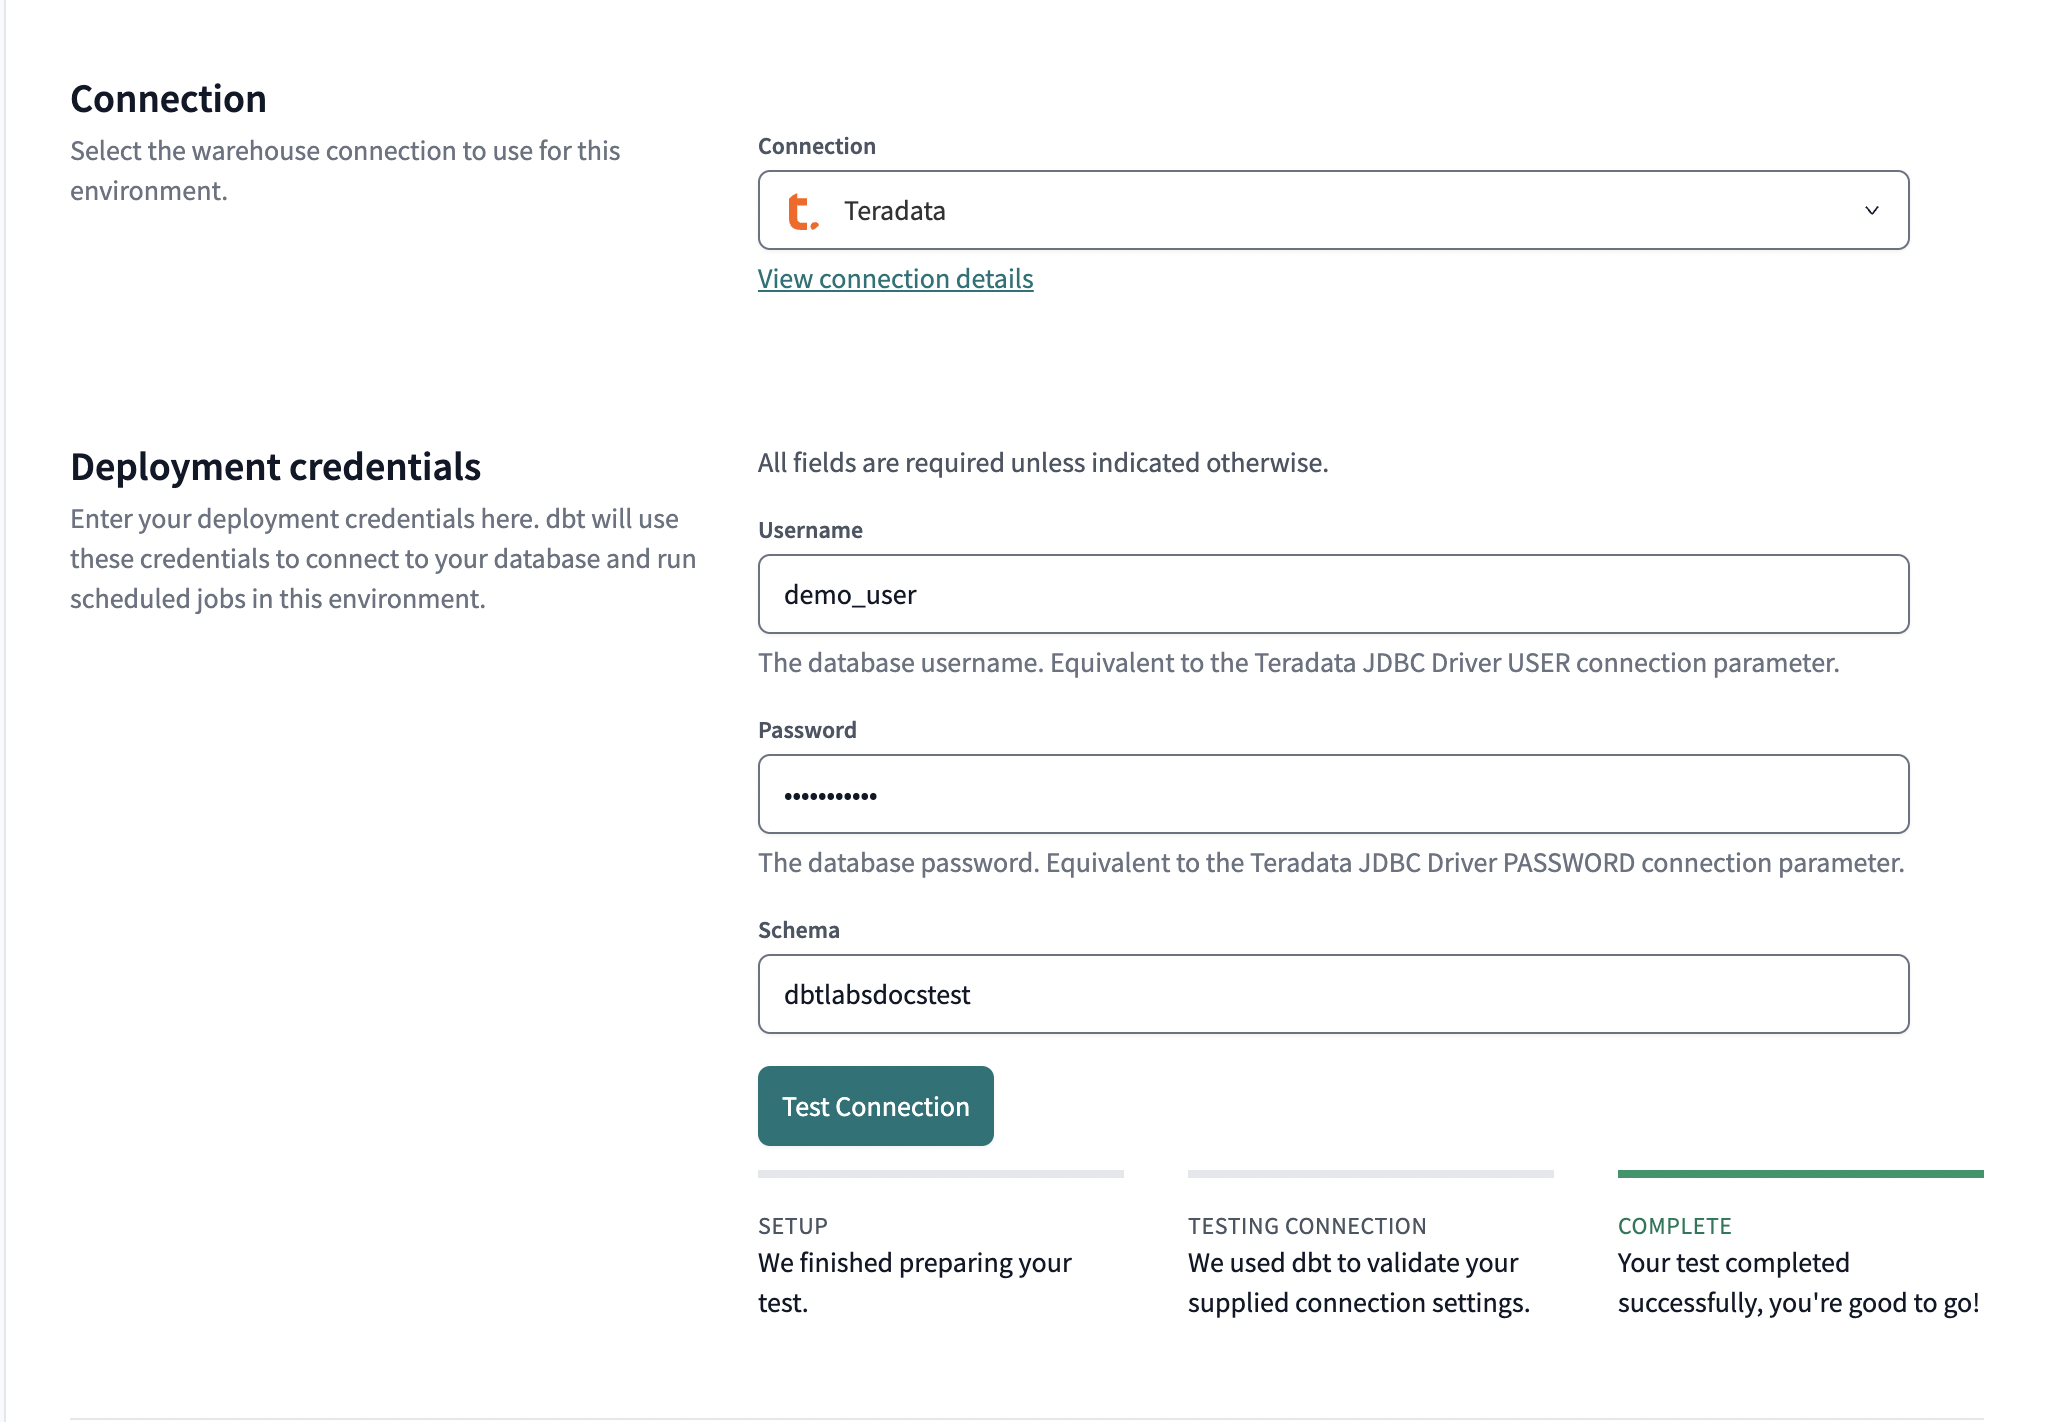 Connection
Select the warehouse connection to use for this
environment.
Connection
Teradata
View connection details
Deployment credentials
Enter your deployment credentials here. dbt will use
these credentials to connect to your database and run
scheduled jobs in this environment.
All fields are required unless indicated otherwise.
Username
demo_user
The database username. Equivalent to the Teradata JDBC Driver USER connection parameter.
Password
•••••••••••
The database password. Equivalent to the Teradata JDBC Driver PASSWORD connection parameter.
Schema
dbtlabsdocstest
Test Connection
SETUP
We finished preparing your
test.
TESTING CONNECTION
We used dbt to validate your
supplied connection settings.
COMPLETE
Your test completed
successfully, you're good to go!